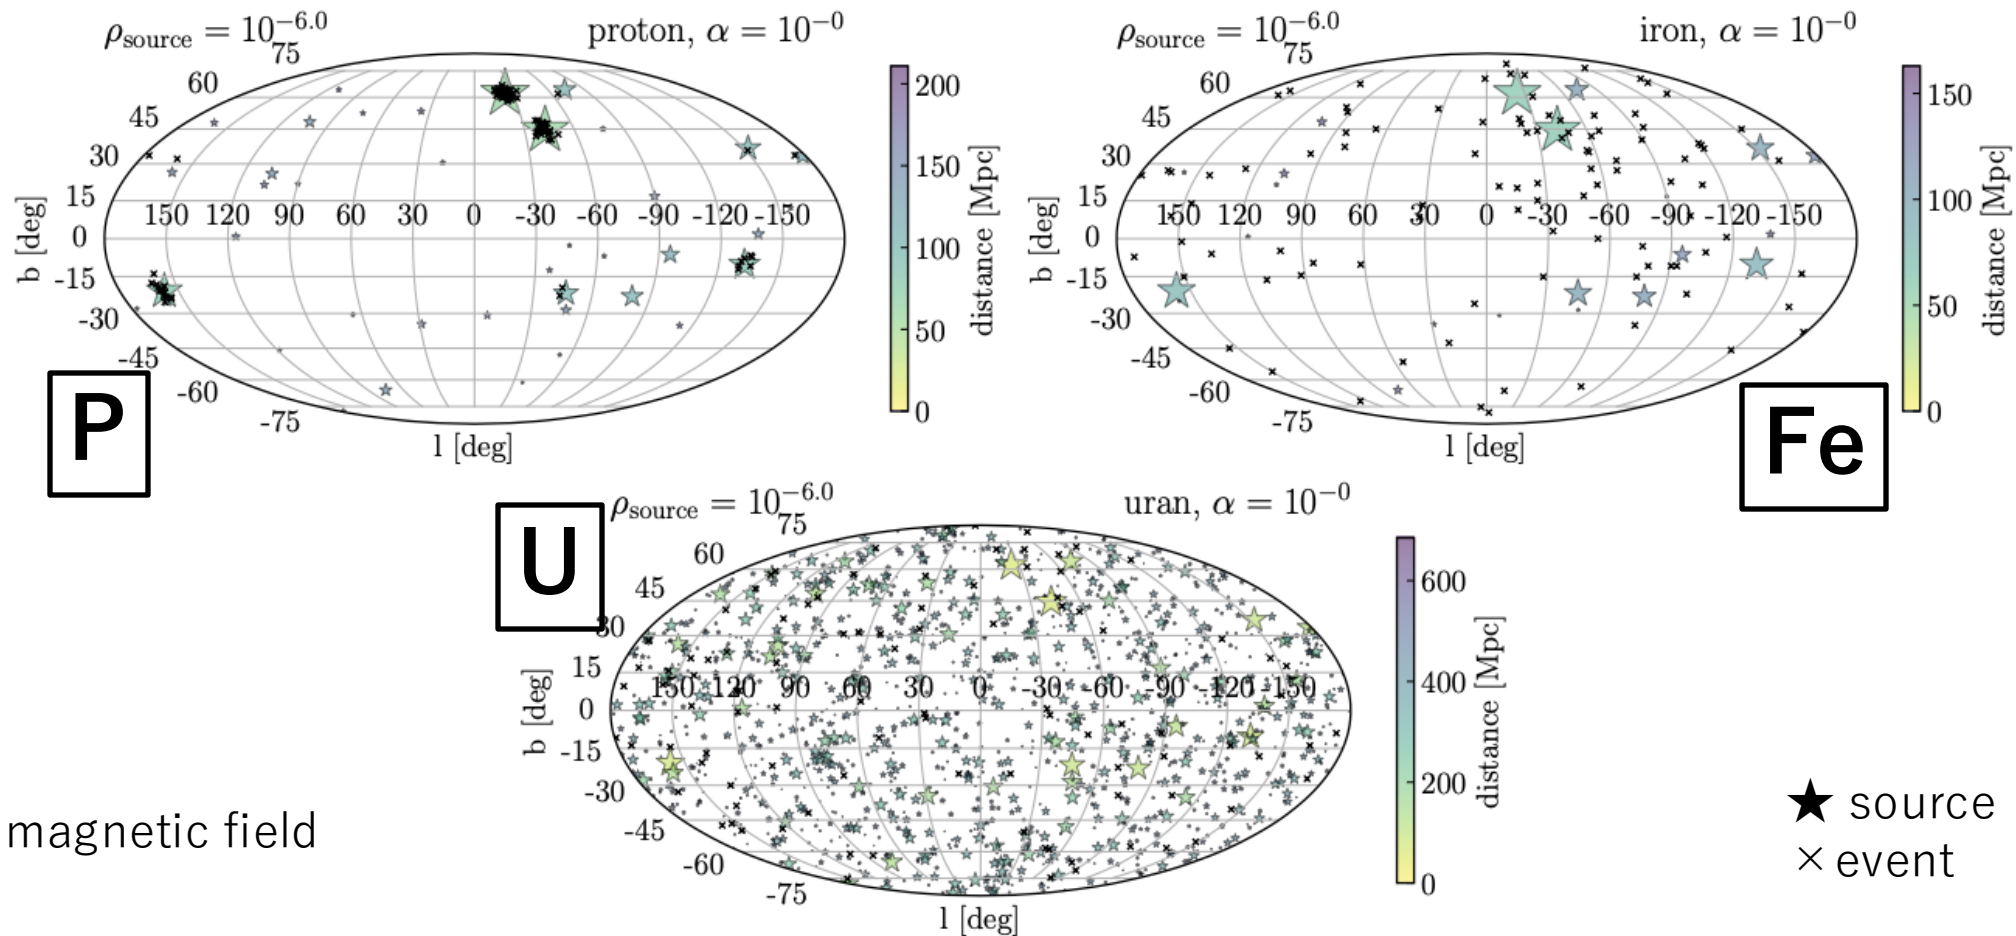 ρsource = 10^−6.0
proton, α = 10^−0
75
60
45
30
15
0
-15
-30
-45
-60
-75
150 120 90 60 30 0 -30 -60 -90 -120 -150
b [deg]
l [deg]
200
150
100
50
0
distance [Mpc]
P
ρsource = 10^−6.0
iron, α = 10^−0
75
60
45
30
15
0
-15
-30
-45
-60
-75
150 120 90 60 30 0 -30 -60 -90 -120 -150
b [deg]
l [deg]
150
100
50
0
distance [Mpc]
Fe
U
ρsource = 10^−6.0
uran, α = 10^−0
75
60
45
30
15
0
-15
-30
-45
-60
-75
150 120 90 60 30 0 -30 -60 -90 -120 -150
b [deg]
l [deg]
600
400
200
0
distance [Mpc]
magnetic field
★ source
× event